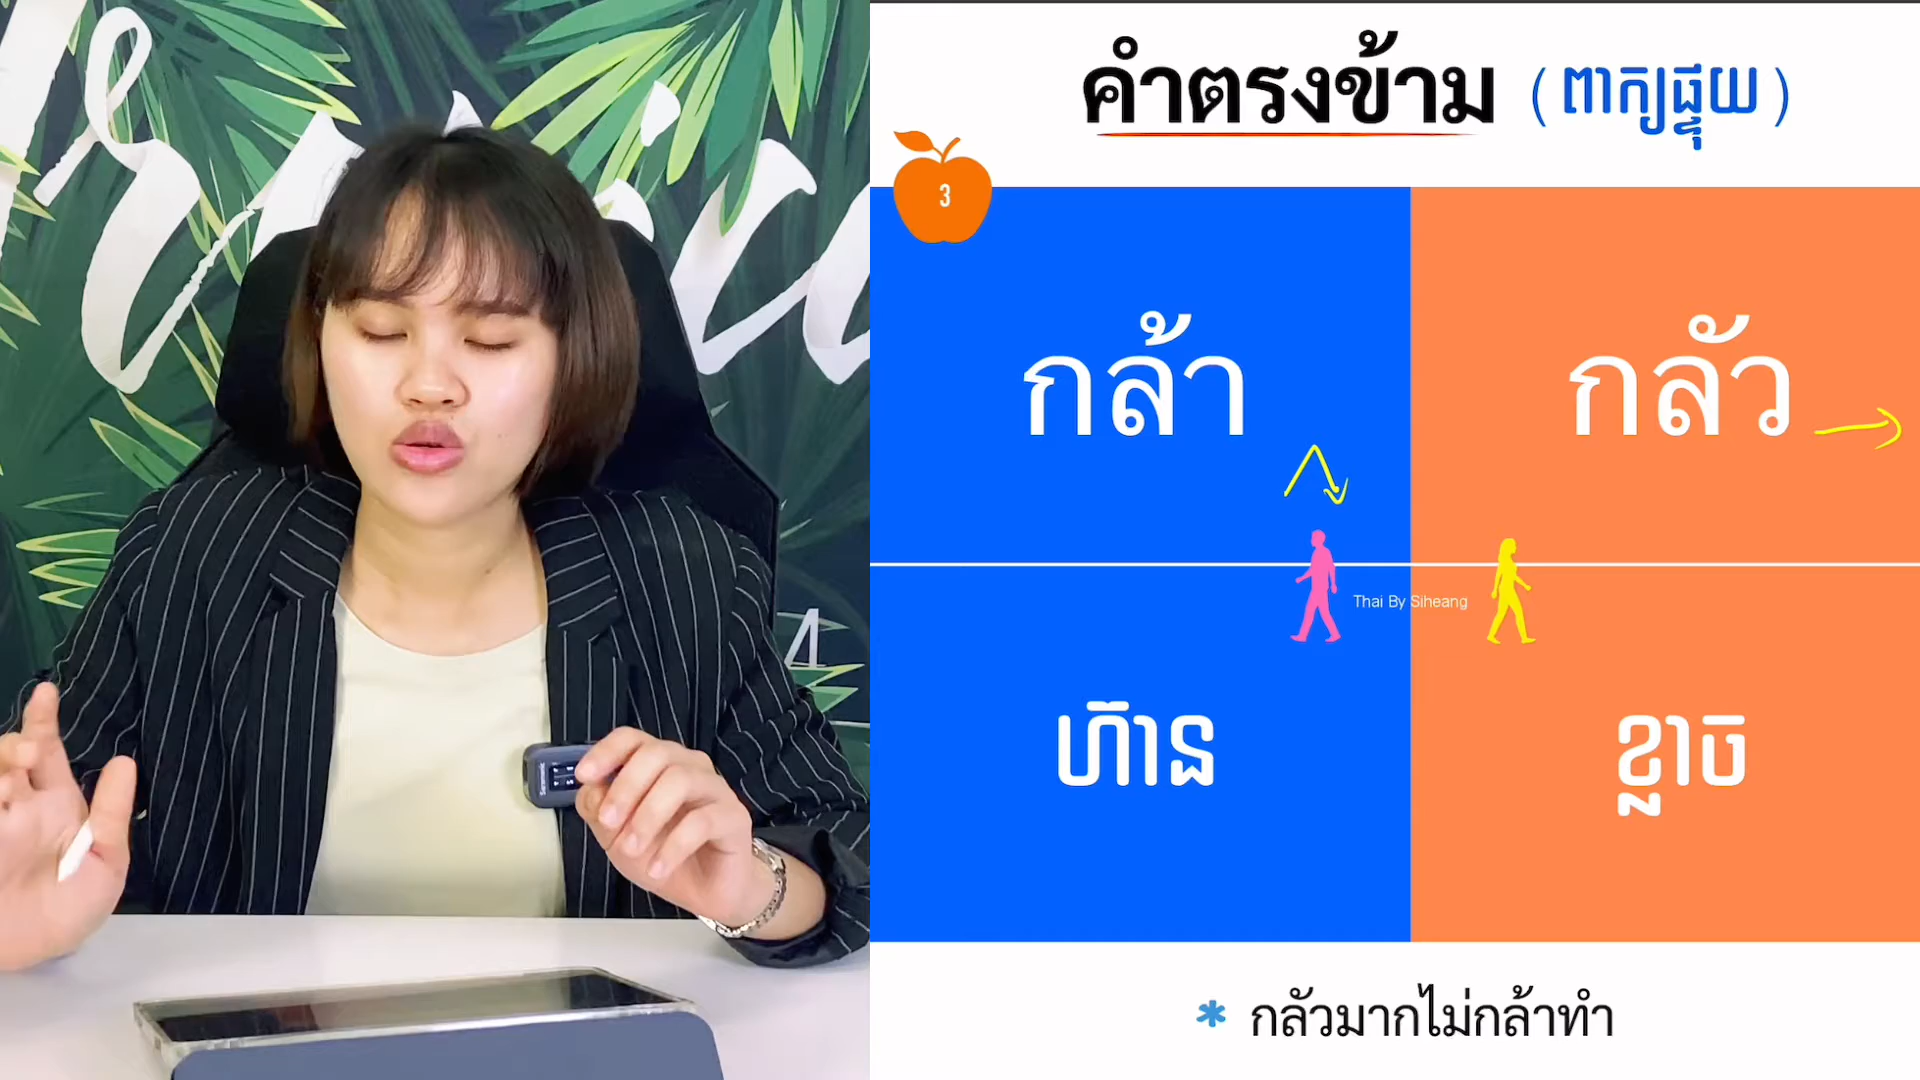 คำตรงข้าม (ពាក្យផ្ទុយ)
3
กล้า
กลัว
Thai By Siheang
ហ៊ាន
ខ្លាច
* กลัวมากไม่กล้าทำ
4